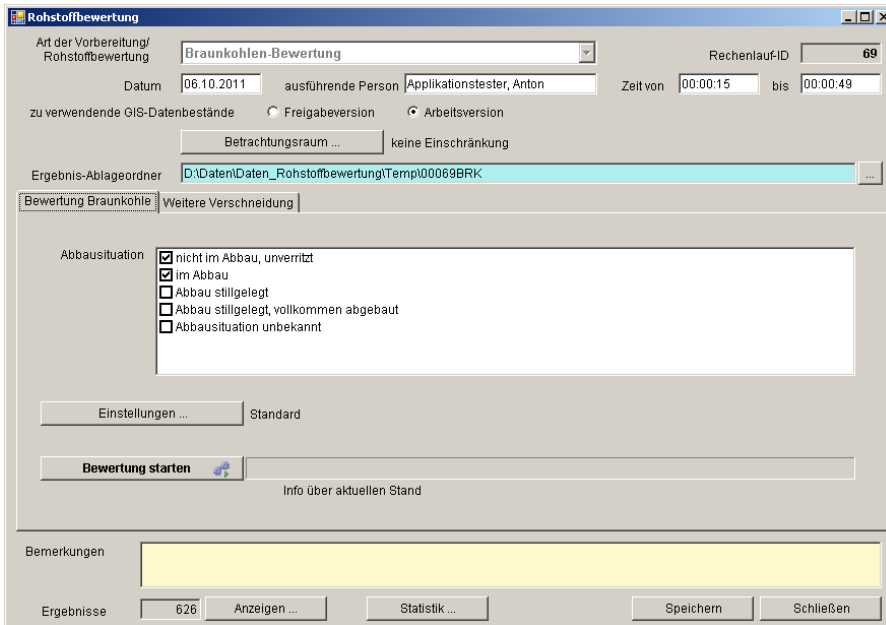 Rohstoffbewertung
Art der Vorbereitung/
Rohstoffbewertung
Braunkohlen-Bewertung
Rechenlauf-ID 69
Datum 06.10.2011 ausführende Person Applikationstester, Anton Zeit von 00:00:15 bis 00:00:49
zu verwendende GIS-Datenbestände Freigabeversion Arbeitsversion
Betrachtungsraum ... keine Einschränkung
Ergebnis-Ablageordner D:\Daten\Daten_Rohstoffbewertung\Temp\00069BRK ...
Bewertung Braunkohle Weitere Verschneidung
Abbausituation nicht im Abbau, unverritzt
im Abbau
Abbau stillgelegt
Abbau stillgelegt, vollkommen abgebaut
Abbausituation unbekannt
Einstellungen ... Standard
Bewertung starten
Info über aktuellen Stand
Bemerkungen
Ergebnisse 626 Anzeigen ... Statistik ... Speichern Schließen